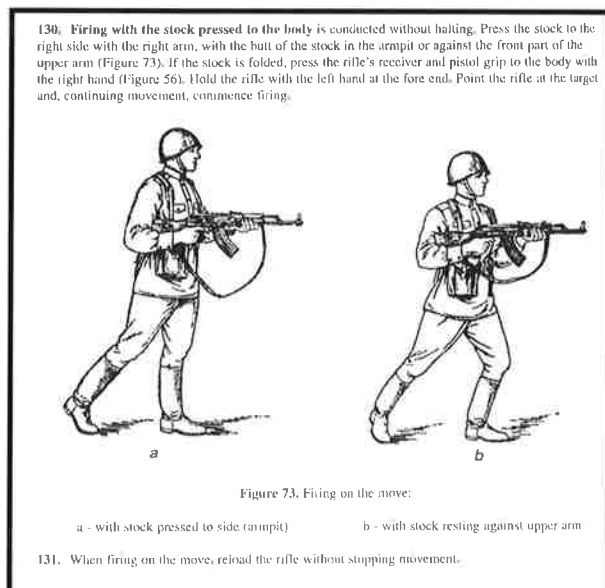 130. Firing with the stock pressed to the body is conducted without halting. Press the stock to the
right side with the right arm, with the butt of the stock in the armpit or against the front part of the
upper arm (Figure 73). If the stock is folded, press the rifle's receiver and pistol grip to the body with
the right hand (Figure 56). Hold the rifle with the left hand at the fore end. Point the rifle at the target
and, continuing movement, commence firing.
a
b
Figure 73. Firing on the move:
a - with stock pressed to side (armpit)
b - with stock resting against upper arm
131. When firing on the move, reload the rifle without stopping movement.